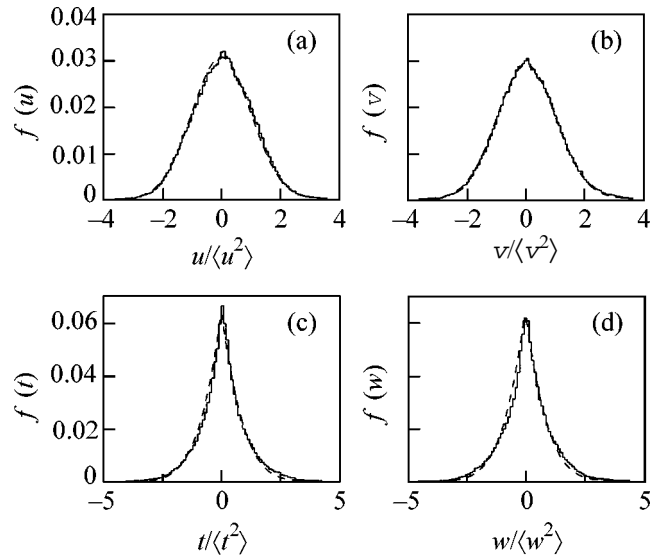 0.04
0.03
0.02
0.01
0
f (u)
(a)
–4 –2 0 2 4
u/⟨u²⟩
f (v)
(b)
–4 –2 0 2 4
v/⟨v²⟩
0.06
0.04
0.02
0
f (t)
(c)
–5 0 5
t/⟨t²⟩
f (w)
(d)
–5 0 5
w/⟨w²⟩